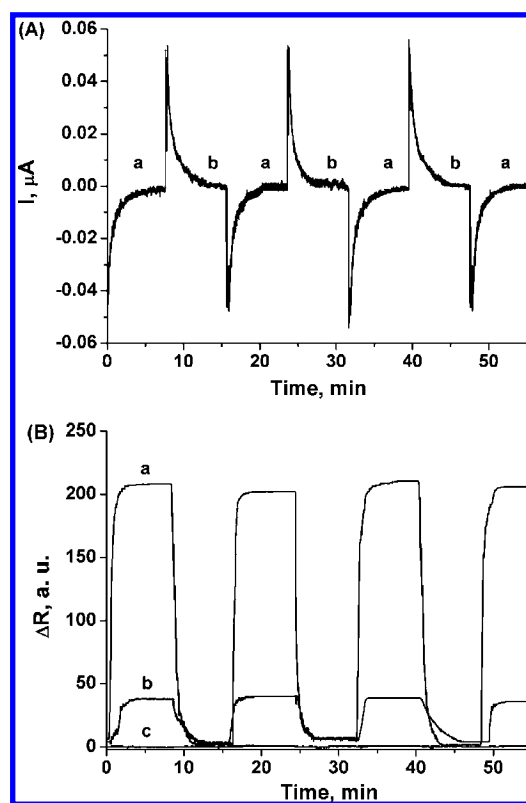 (A)
0.06
0.04
0.02
0.00
-0.02
-0.04
-0.06
I, μA
a b a b a b a
0 10 20 30 40 50
Time, min
(B)
250
200
150
100
50
0
ΔR, a. u.
a
b
c
0 10 20 30 40 50
Time, min